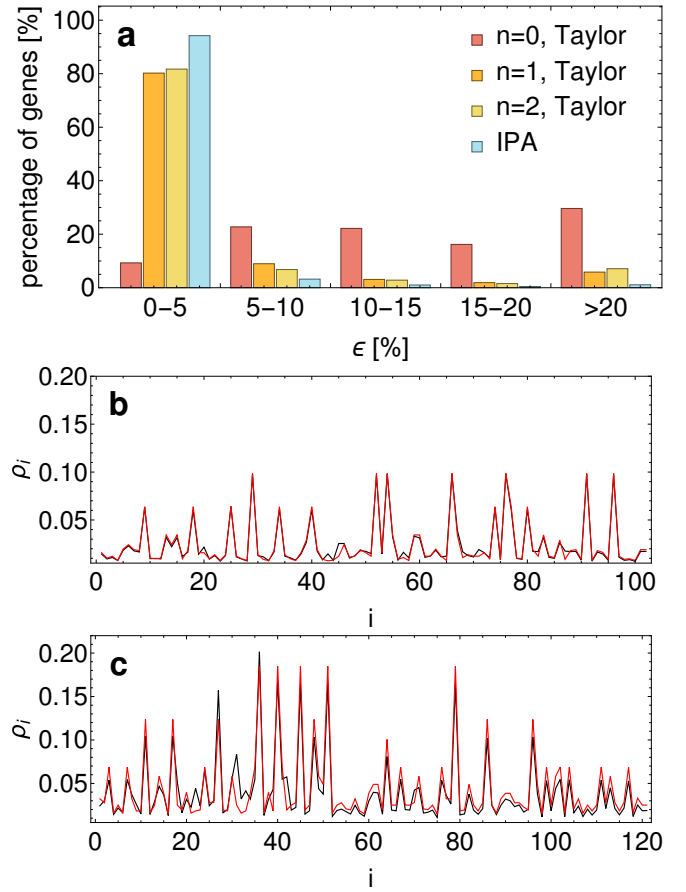 a
n=0, Taylor
n=1, Taylor
n=2, Taylor
IPA
percentage of genes [%]
100
80
60
40
20
0
0−5 5−10 10−15 15−20 >20
ϵ [%]
b
ρi
0.20
0.15
0.10
0.05
0 20 40 60 80 100
i
c
ρi
0.20
0.15
0.10
0.05
0 20 40 60 80 100 120
i